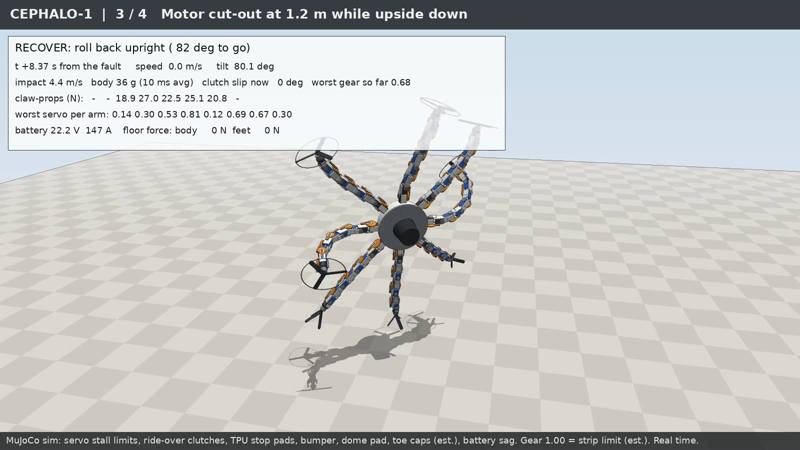 CEPHALO-1 | 3 / 4 Motor cut-out at 1.2 m while upside down
RECOVER: roll back upright ( 82 deg to go)
t +8.37 s from the fault speed 0.0 m/s tilt 80.1 deg
impact 4.4 m/s body 36 g (10 ms avg) clutch slip now 0 deg worst gear so far 0.68
claw-props (N): - - 18.9 27.0 22.5 25.1 20.8 -
worst servo per arm: 0.14 0.30 0.53 0.81 0.12 0.69 0.67 0.30
battery 22.2 V 147 A floor force: body 0 N feet 0 N
MuJoCo sim: servo stall limits, ride-over clutches, TPU stop pads, bumper, dome pad, toe caps (est.), battery sag. Gear 1.00 = strip limit (est.). Real time.